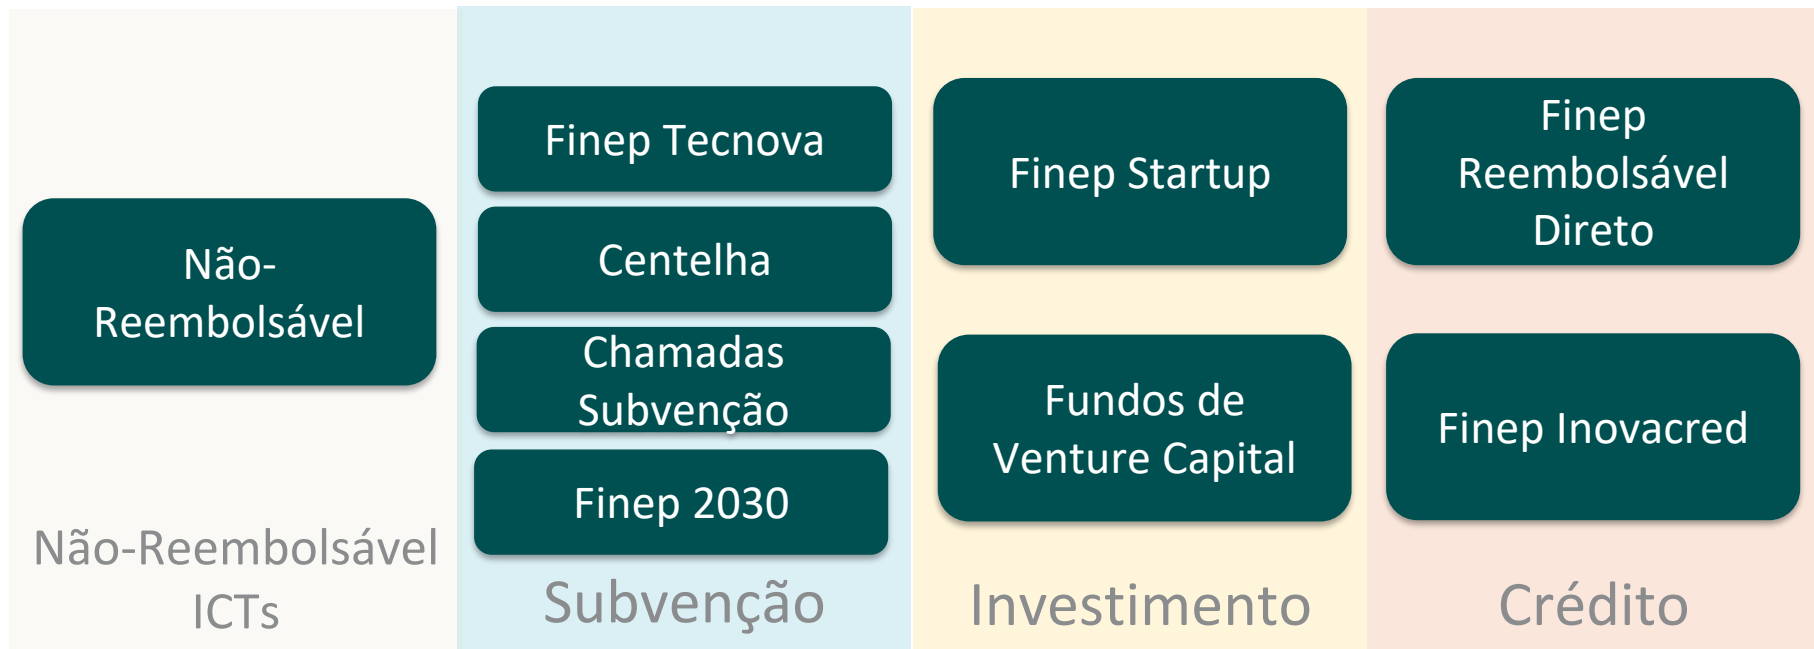 Não-
Reembolsável
Não-Reembolsável
ICTs
Finep Tecnova
Centelha
Chamadas
Subvenção
Finep 2030
Subvenção
Finep Startup
Fundos de
Venture Capital
Investimento
Finep
Reembolsável
Direto
Finep Inovacred
Crédito